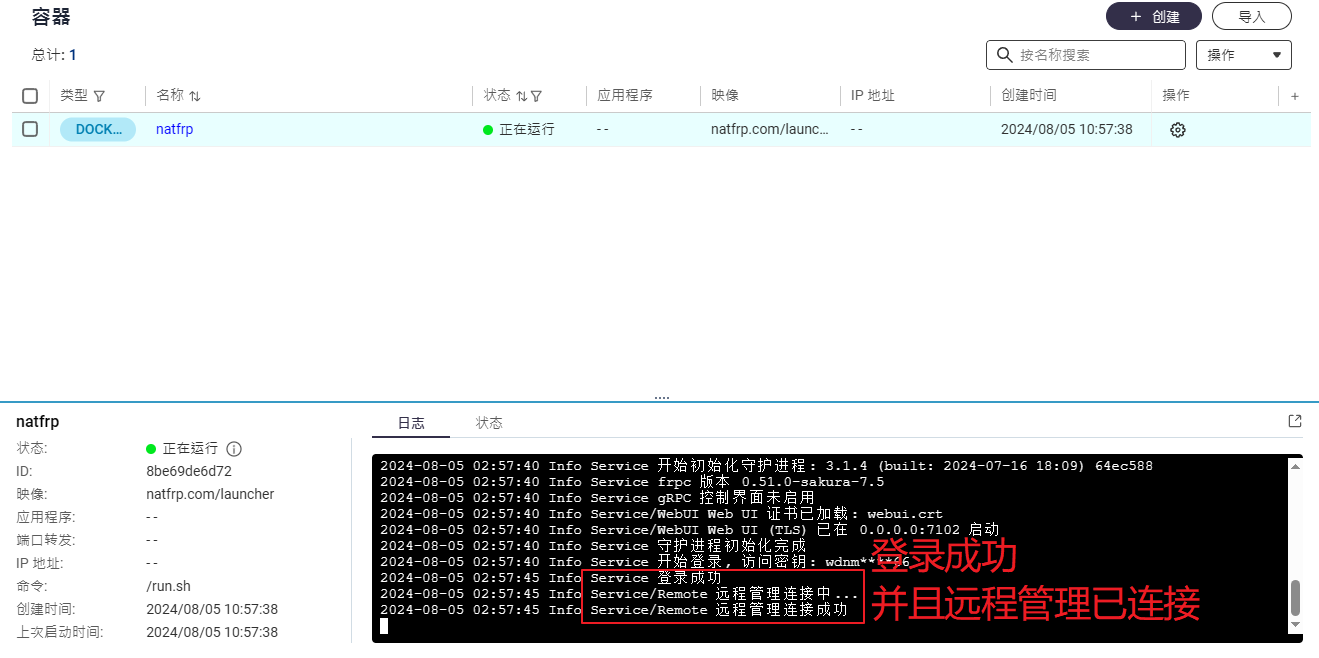 容器
+ 创建
导入
总计: 1
按名称搜索
操作
类型 名称 状态 应用程序 映像 IP 地址 创建时间 操作 +
DOCK... natfrp 正在运行 -- natfrp.com/launc... -- 2024/08/05 10:57:38
natfrp
状态: 正在运行
ID: 8be69de6d72
映像: natfrp.com/launcher
应用程序: --
端口转发: --
IP 地址: --
命令: /run.sh
创建时间: 2024/08/05 10:57:38
上次启动时间: 2024/08/05 10:57:38
日志 状态
2024-08-05 02:57:40 Info Service 开始初始化守护进程: 3.1.4 (built: 2024-07-16 18:09) 64ec588
2024-08-05 02:57:40 Info Service frpc 版本 0.51.0-sakura-7.5
2024-08-05 02:57:40 Info Service gRPC 控制界面未启用
2024-08-05 02:57:40 Info Service/WebUI Web UI 证书已加载: webui.crt
2024-08-05 02:57:40 Info Service/WebUI Web UI (TLS) 已在 0.0.0.0:7102 启动
2024-08-05 02:57:40 Info Service 守护进程初始化完成
2024-08-05 02:57:40 Info Service 开始登录, 访问密钥: wdnm****66
2024-08-05 02:57:45 Info Service 登录成功
2024-08-05 02:57:45 Info Service/Remote 远程管理连接中...
2024-08-05 02:57:45 Info Service/Remote 远程管理连接成功
登录成功
并且远程管理已连接